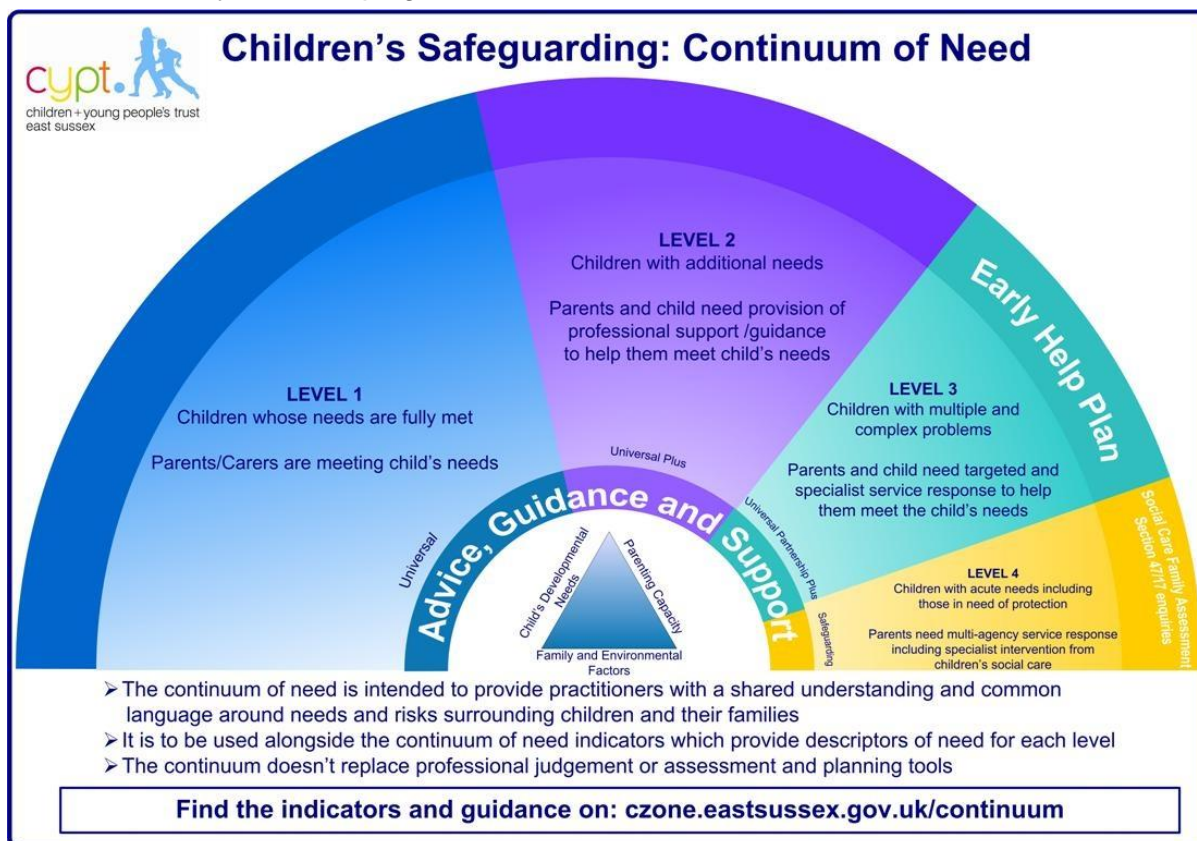 Children's Safeguarding: Continuum of Need
cypt.
children+young people's trust
east sussex
LEVEL 1
Children whose needs are fully met
Parents/Carers are meeting child's needs
LEVEL 2
Children with additional needs
Parents and child need provision of
professional support /guidance
to help them meet child's needs
LEVEL 3
Children with multiple and
complex problems
Parents and child need targeted and
specialist service response to help
them meet the child's needs
LEVEL 4
Children with acute needs including
those in need of protection
Parents need multi-agency service response
including specialist intervention from
children's social care
Early Help Plan
Social Care Family Assessment
Section 47/17 enquiries
Universal
Universal Plus
Universal Partnership Plus
Safeguarding
Advice, Guidance and Support
Child's Developmental
Needs
Parenting Capacity
Family and Environmental
Factors
➢ The continuum of need is intended to provide practitioners with a shared understanding and common
language around needs and risks surrounding children and their families
➢ It is to be used alongside the continuum of need indicators which provide descriptors of need for each level
➢ The continuum doesn't replace professional judgement or assessment and planning tools
Find the indicators and guidance on: czone.eastsussex.gov.uk/continuum